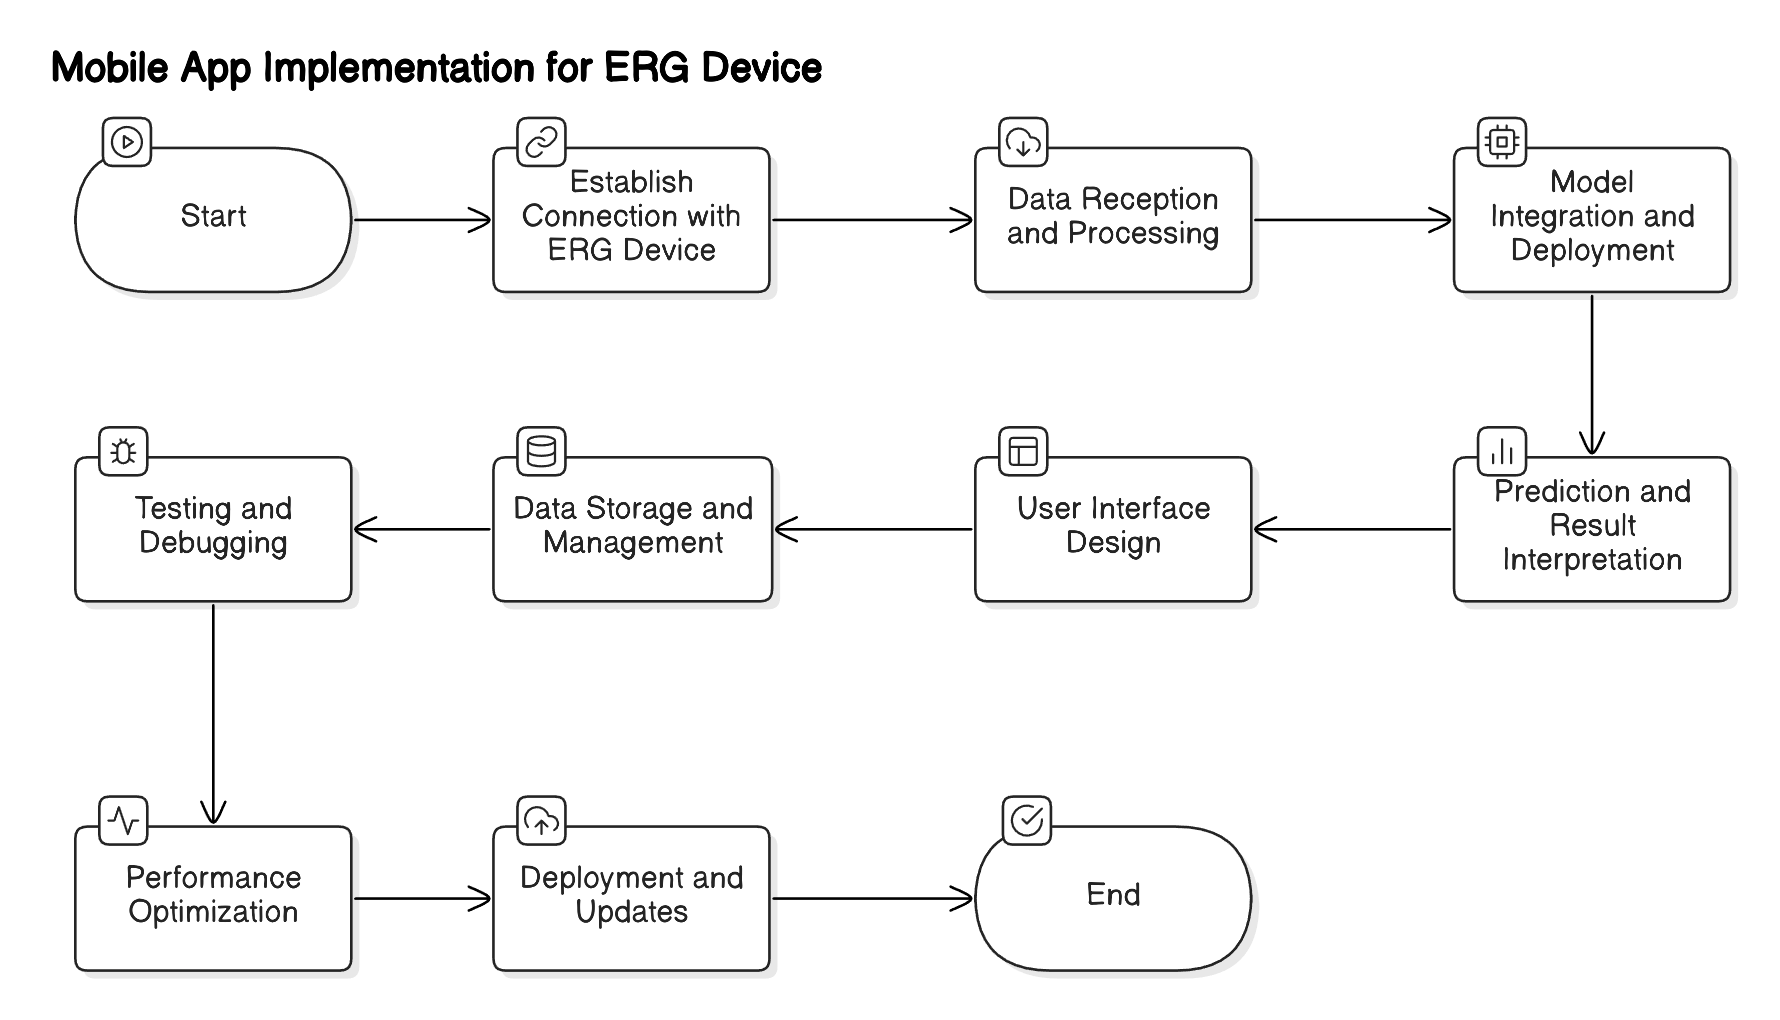 Mobile App Implementation for ERG Device
Start
Establish
Connection with
ERG Device
Data Reception
and Processing
Model
Integration and
Deployment
Prediction and
Result
Interpretation
User Interface
Design
Data Storage and
Management
Testing and
Debugging
Performance
Optimization
Deployment and
Updates
End